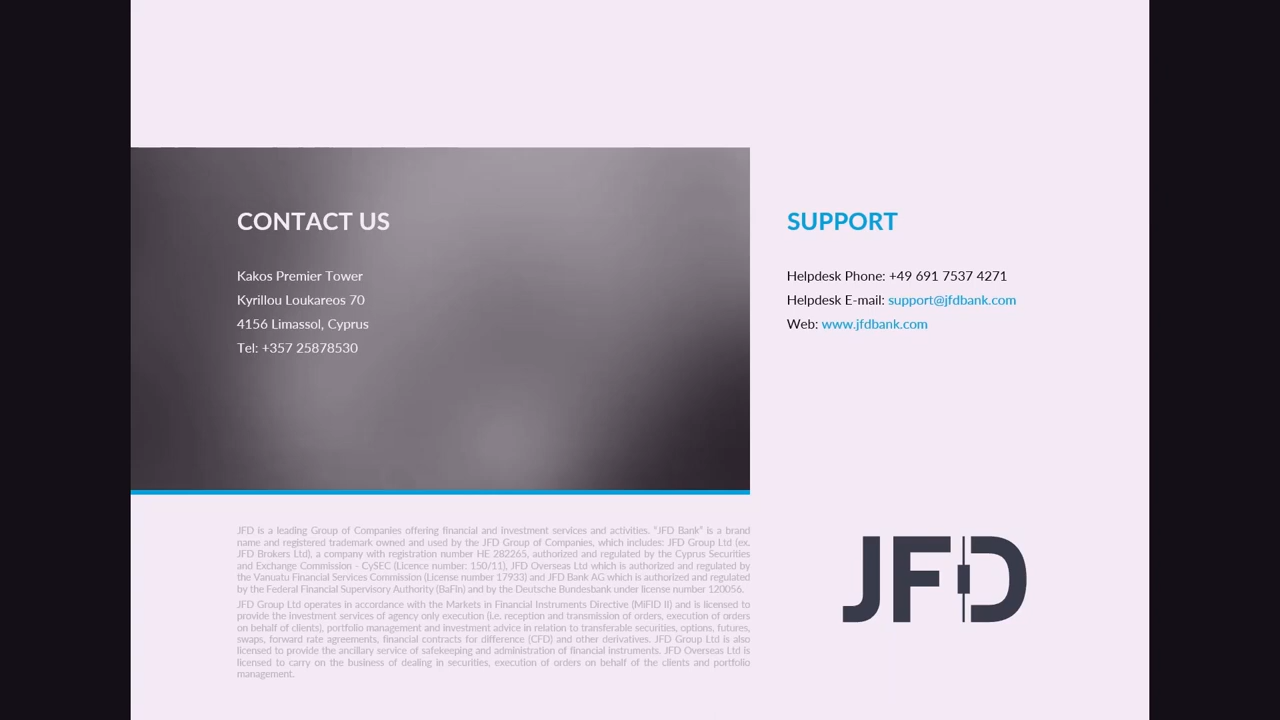 CONTACT US
Kakos Premier Tower
Kyrillou Loukareos 70
4156 Limassol, Cyprus
Tel: +357 25878530
SUPPORT
Helpdesk Phone: +49 691 7537 4271
Helpdesk E-mail: support@jfdbank.com
Web: www.jfdbank.com
JFD is a leading Group of Companies offering financial and investment services and activities. “JFD Bank” is a brand
name and registered trademark owned and used by the JFD Group of Companies, which includes: JFD Group Ltd (ex.
JFD Brokers Ltd), a company with registration number HE 282265, authorized and regulated by the Cyprus Securities
and Exchange Commission - CySEC (Licence number: 150/11), JFD Overseas Ltd which is authorized and regulated by
the Vanuatu Financial Services Commission (License number 17933) and JFD Bank AG which is authorized and regulated
by the Federal Financial Supervisory Authority (BaFin) and by the Deutsche Bundesbank under license number 120056.
JFD Group Ltd operates in accordance with the Markets in Financial Instruments Directive (MiFID II) and is licensed to
provide the investment services of agency only execution (i.e. reception and transmission of orders, execution of orders
on behalf of clients), portfolio management and investment advice in relation to transferable securities, options, futures,
swaps, forward rate agreements, financial contracts for difference (CFD) and other derivatives. JFD Group Ltd is also
licensed to provide the ancillary service of safekeeping and administration of financial instruments. JFD Overseas Ltd is
licensed to carry on the business of dealing in securities, execution of orders on behalf of the clients and portfolio
management.
JFD